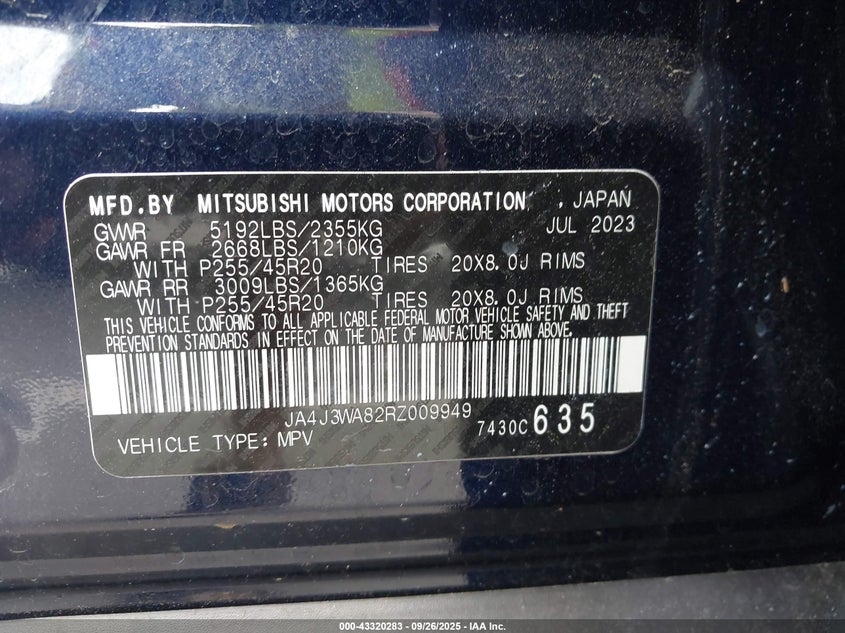 MFD.BY MITSUBISHI MOTORS CORPORATION , JAPAN
GVWR 5192LBS/2355KG JUL 2023
GAWR FR 2668LBS/1210KG
WITH P255/45R20 TIRES 20X8.0J RIMS
GAWR RR 3009LBS/1365KG
WITH P255/45R20 TIRES 20X8.0J RIMS
THIS VEHICLE CONFORMS TO ALL APPLICABLE FEDERAL MOTOR VEHICLE SAFETY AND THEFT
PREVENTION STANDARDS IN EFFECT ON THE DATE OF MANUFACTURE SHOWN ABOVE.
JA4J3WA82RZ009949
VEHICLE TYPE: MPV 7430C 635
000-43320283 - 09/26/2025 - IAA Inc.